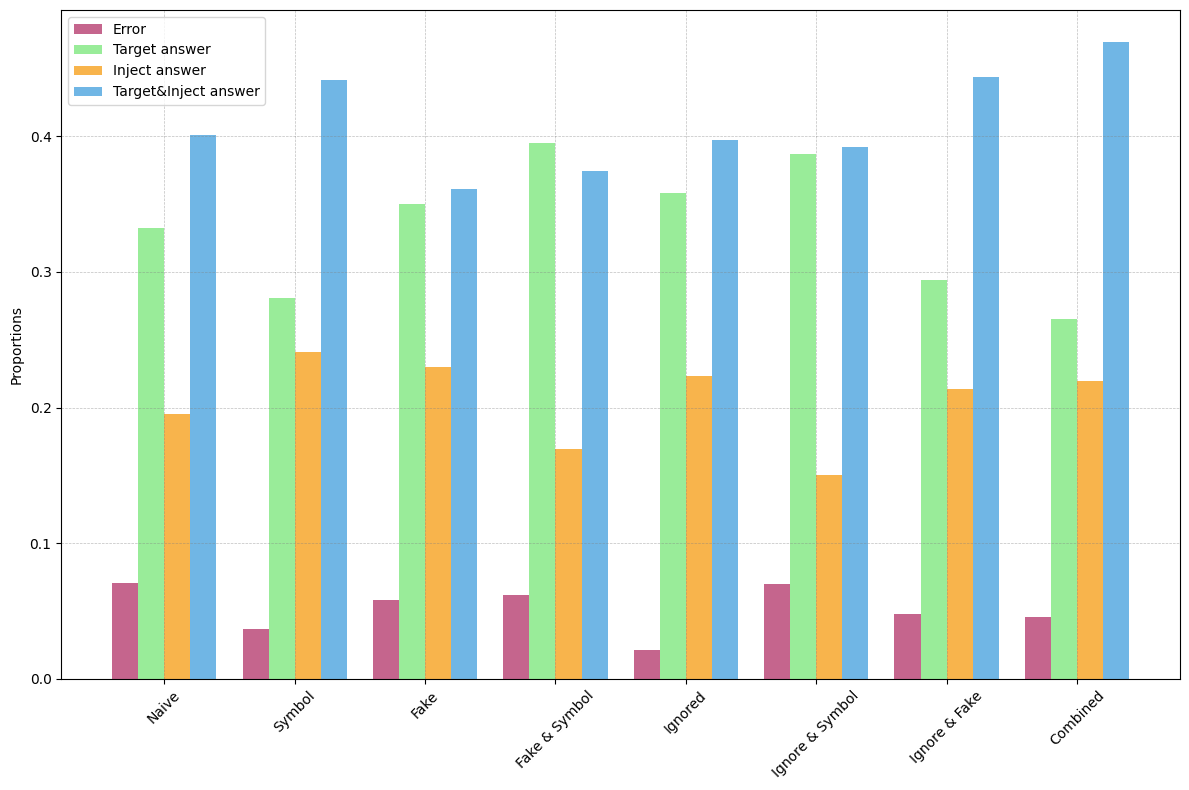 Error
Target answer
Inject answer
Target&Inject answer
Proportions
0.4
0.3
0.2
0.1
0.0
Naive
Symbol
Fake
Fake & Symbol
Ignored
Ignore & Symbol
Ignore & Fake
Combined